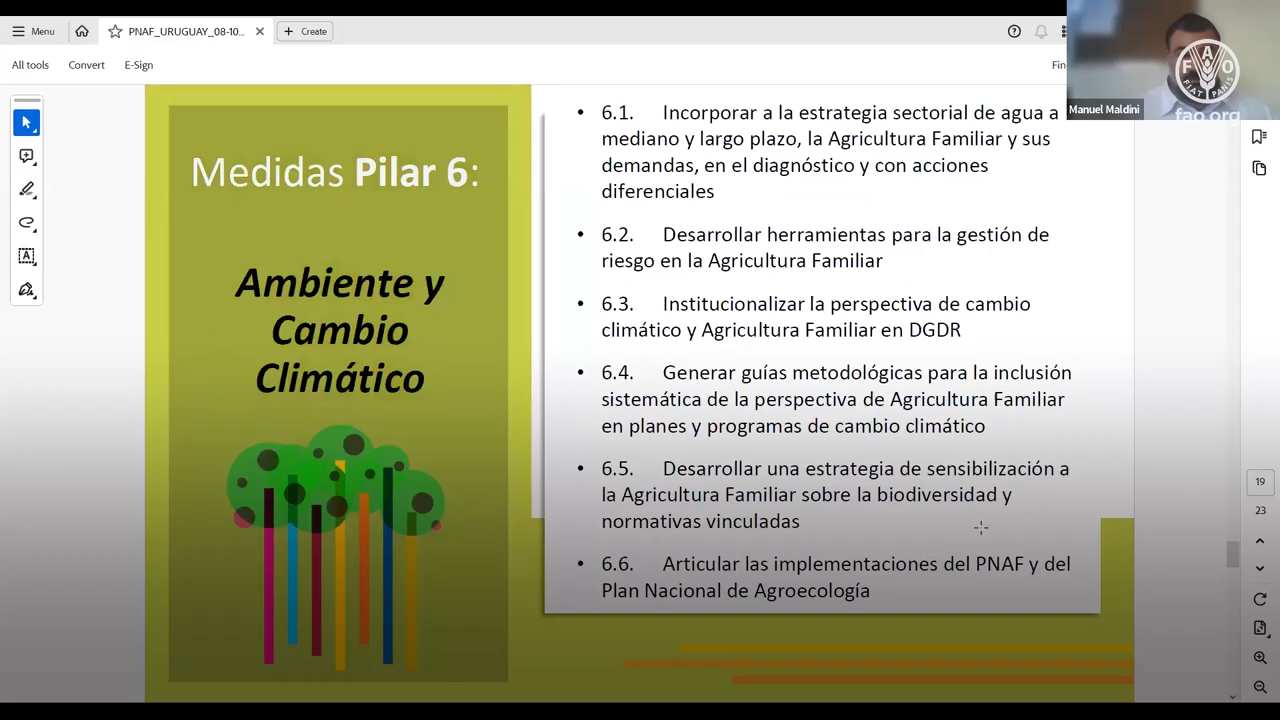 Menu
PNAF_URUGUAY_08-10...
Create
All tools
Convert
E-Sign
Fin
Manuel Maldini
F A O
FIAT PANIS
fao.org
Medidas Pilar 6:
Ambiente y
Cambio
Climático
• 6.1. Incorporar a la estrategia sectorial de agua a
mediano y largo plazo, la Agricultura Familiar y sus
demandas, en el diagnóstico y con acciones
diferenciales
• 6.2. Desarrollar herramientas para la gestión de
riesgo en la Agricultura Familiar
• 6.3. Institucionalizar la perspectiva de cambio
climático y Agricultura Familiar en DGDR
• 6.4. Generar guías metodológicas para la inclusión
sistemática de la perspectiva de Agricultura Familiar
en planes y programas de cambio climático
• 6.5. Desarrollar una estrategia de sensibilización a
la Agricultura Familiar sobre la biodiversidad y
normativas vinculadas
• 6.6. Articular las implementaciones del PNAF y del
Plan Nacional de Agroecología
19
23